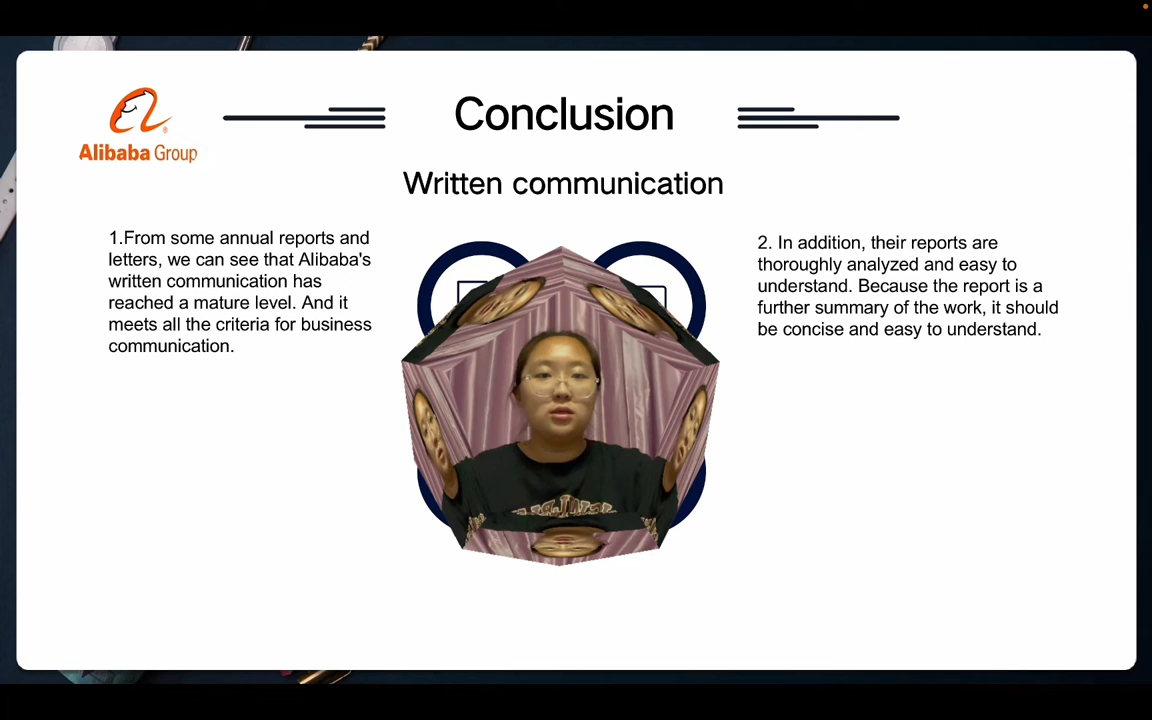 Alibaba Group
Conclusion
Written communication
1.From some annual reports and
letters, we can see that Alibaba's
written communication has
reached a mature level. And it
meets all the criteria for business
communication.
2. In addition, their reports are
thoroughly analyzed and easy to
understand. Because the report is a
further summary of the work, it should
be concise and easy to understand.